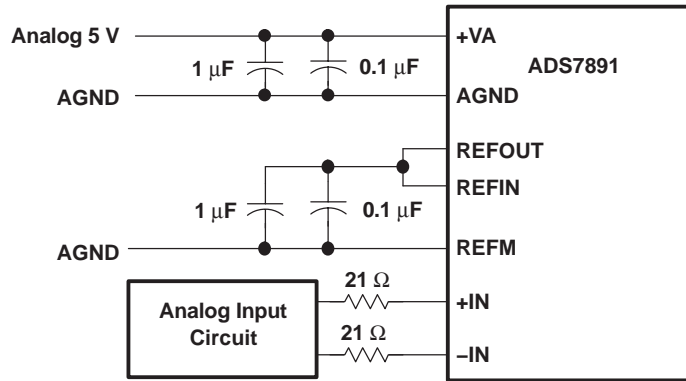 Analog 5 V
+VA
1 μF
0.1 μF
ADS7891
AGND
AGND
REFOUT
REFIN
1 μF
0.1 μF
AGND
REFM
21 Ω
+IN
Analog Input
Circuit
21 Ω
−IN